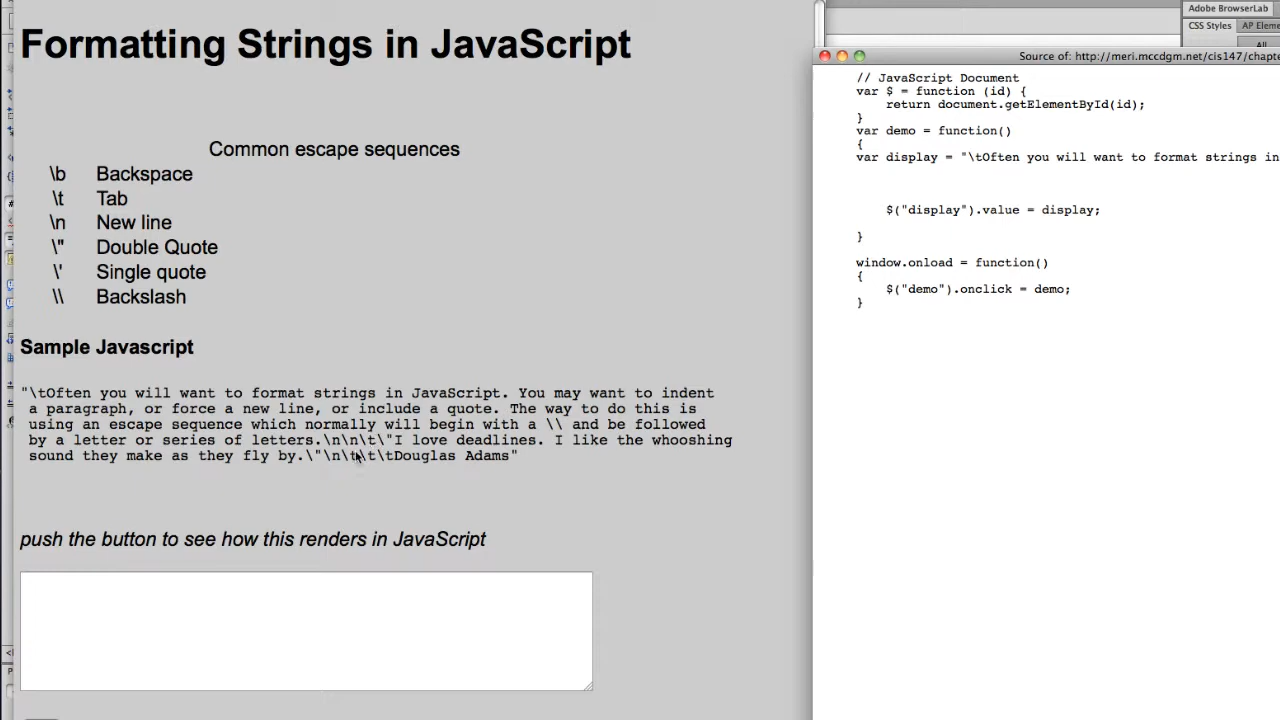 Formatting Strings in JavaScript
Common escape sequences
\b Backspace
\t Tab
\n New line
\" Double Quote
\' Single quote
\\ Backslash
Sample Javascript
"\tOften you will want to format strings in JavaScript. You may want to indent
a paragraph, or force a new line, or include a quote. The way to do this is
using an escape sequence which normally will begin with a \\ and be followed
by a letter or series of letters.\n\n\t\"I love deadlines. I like the whooshing
sound they make as they fly by.\"\n\t\t\tDouglas Adams"
push the button to see how this renders in JavaScript
Adobe BrowserLab
CSS Styles AP Eleme
All
Source of: http://meri.mccdgm.net/cis147/chapte
// JavaScript Document
var $ = function (id) {
return document.getElementById(id);
}
var demo = function()
{
var display = "\tOften you will want to format strings in
$("display").value = display;
}
window.onload = function()
{
$("demo").onclick = demo;
}